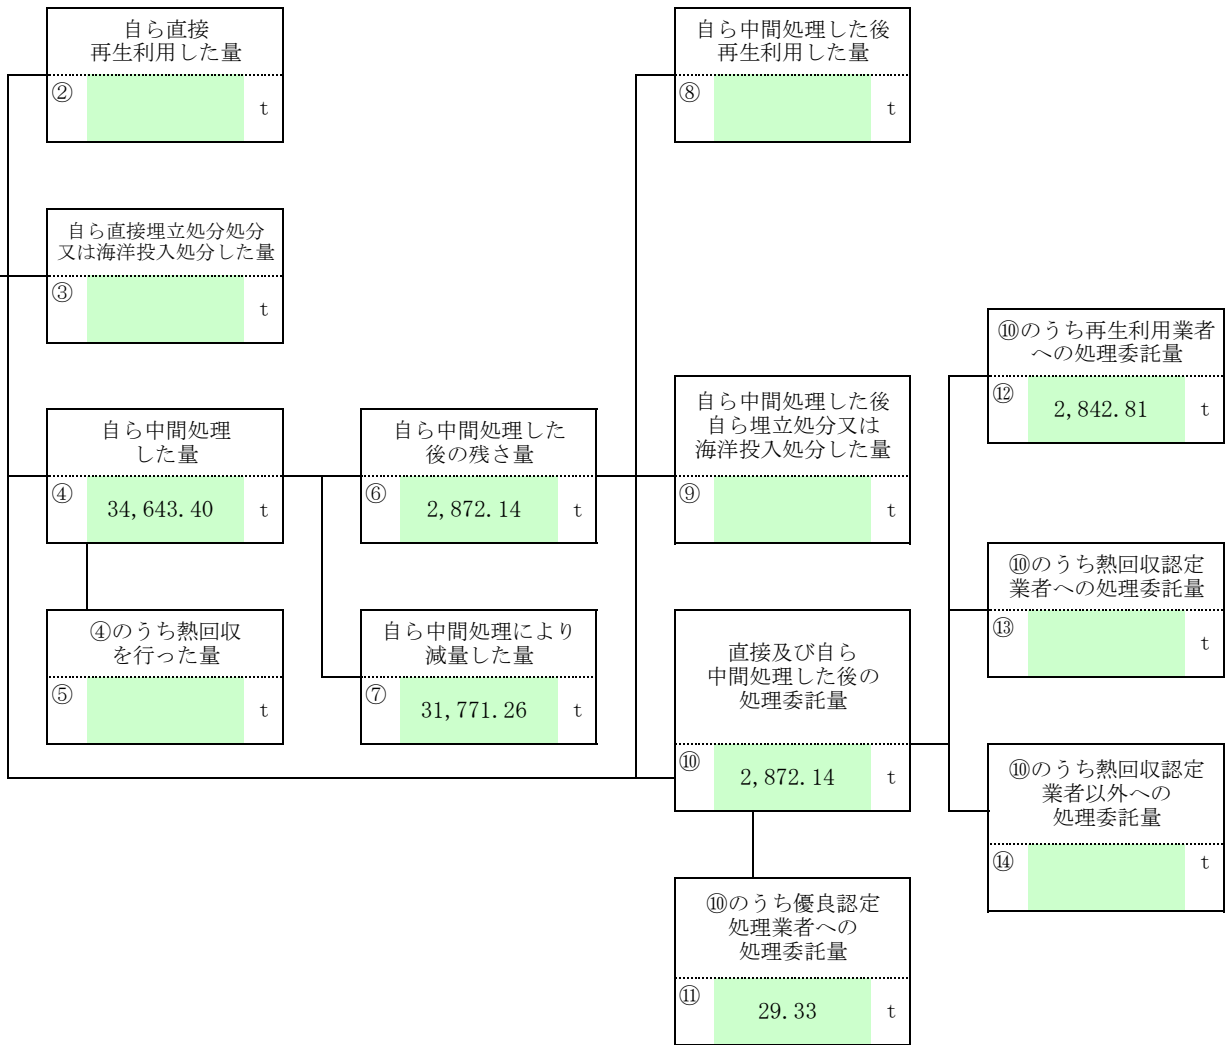 自ら直接
再生利用した量
② t
自ら直接埋立処分処分
又は海洋投入処分した量
③ t
自ら中間処理
した量
④ 34,643.40 t
④のうち熱回収
を行った量
⑤ t
自ら中間処理した
後の残さ量
⑥ 2,872.14 t
自ら中間処理により
減量した量
⑦ 31,771.26 t
自ら中間処理した後
再生利用した量
⑧ t
自ら中間処理した後
自ら埋立処分又は
海洋投入処分した量
⑨ t
直接及び自ら
中間処理した後の
処理委託量
⑩ 2,872.14 t
⑩のうち優良認定
処理業者への
処理委託量
⑪ 29.33 t
⑩のうち再生利用業者
への処理委託量
⑫ 2,842.81 t
⑩のうち熱回収認定
業者への処理委託量
⑬ t
⑩のうち熱回収認定
業者以外への
処理委託量
⑭ t